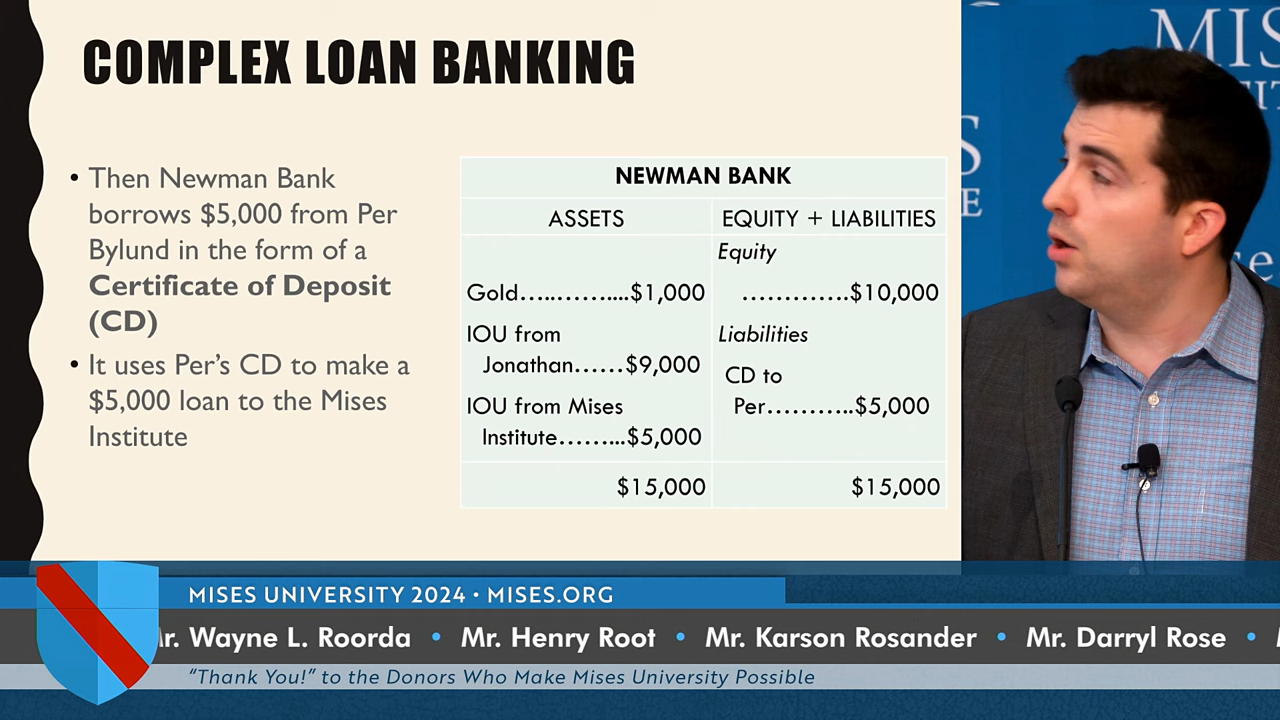 COMPLEX LOAN BANKING
• Then Newman Bank
borrows $5,000 from Per
Bylund in the form of a
Certificate of Deposit
(CD)
• It uses Per’s CD to make a
$5,000 loan to the Mises
Institute
NEWMAN BANK
ASSETS
EQUITY + LIABILITIES
Gold…..……....$1,000
IOU from
Jonathan……$9,000
IOU from Mises
Institute……...$5,000
$15,000
Equity
………….$10,000
Liabilities
CD to
Per………..$5,000
$15,000
MIS
S
E
MISES UNIVERSITY 2024 • MISES.ORG
Mr. Wayne L. Roorda • Mr. Henry Root • Mr. Karson Rosander • Mr. Darryl Rose •
“Thank You!” to the Donors Who Make Mises University Possible